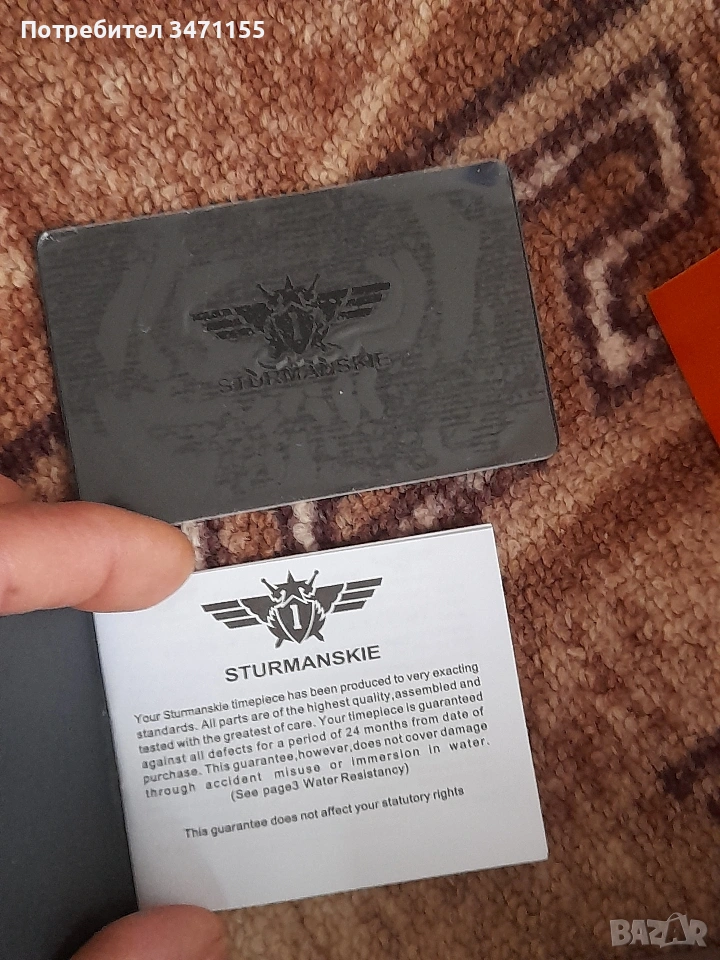 Потребител 3471155
STURMANSKIE
1
STURMANSKIE
Your Sturmanskie timepiece has been produced to very exacting
standards. All parts are of the highest quality,assembled and
tested with the greatest of care. Your timepiece is guaranteed
against all defects for a period of 24 months from date of
purchase. This guarantee,however,does not cover damage
through accident misuse or immersion in water.
(See page3 Water Resistancy)
This guarantee does not affect your statutory rights
BAZAR